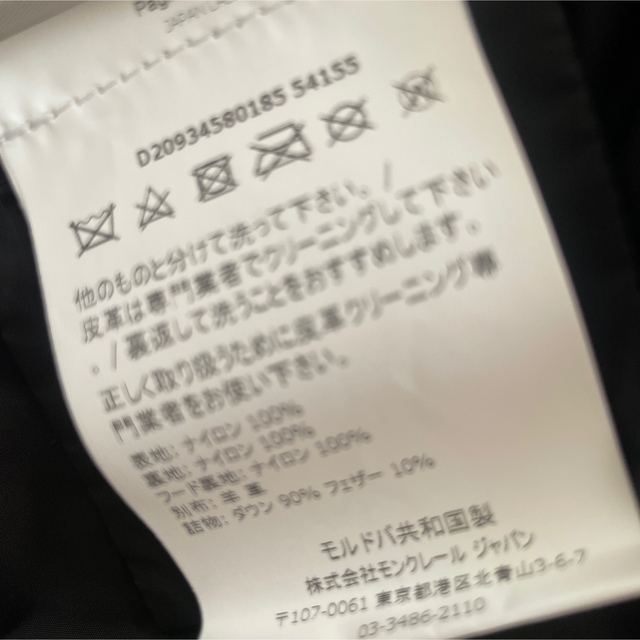 Pag
JAPAN
D20934580185 54155
他のものと分けて洗って下さい。/
皮革は専門業者でクリーニングして下さい
。/ 裏返して洗うことをおすすめします。
正しく取り扱うために皮革クリーニング専
門業者をお使い下さい。
表地: ナイロン 100%
裏地: ナイロン 100%
フード裏地: ナイロン 100%
別布: 羊 革
詰物: ダウン 90% フェザー 10%
モルドバ共和国製
株式会社モンクレール ジャパン
〒107-0061 東京都港区北青山3-6-7
03-3486-2110